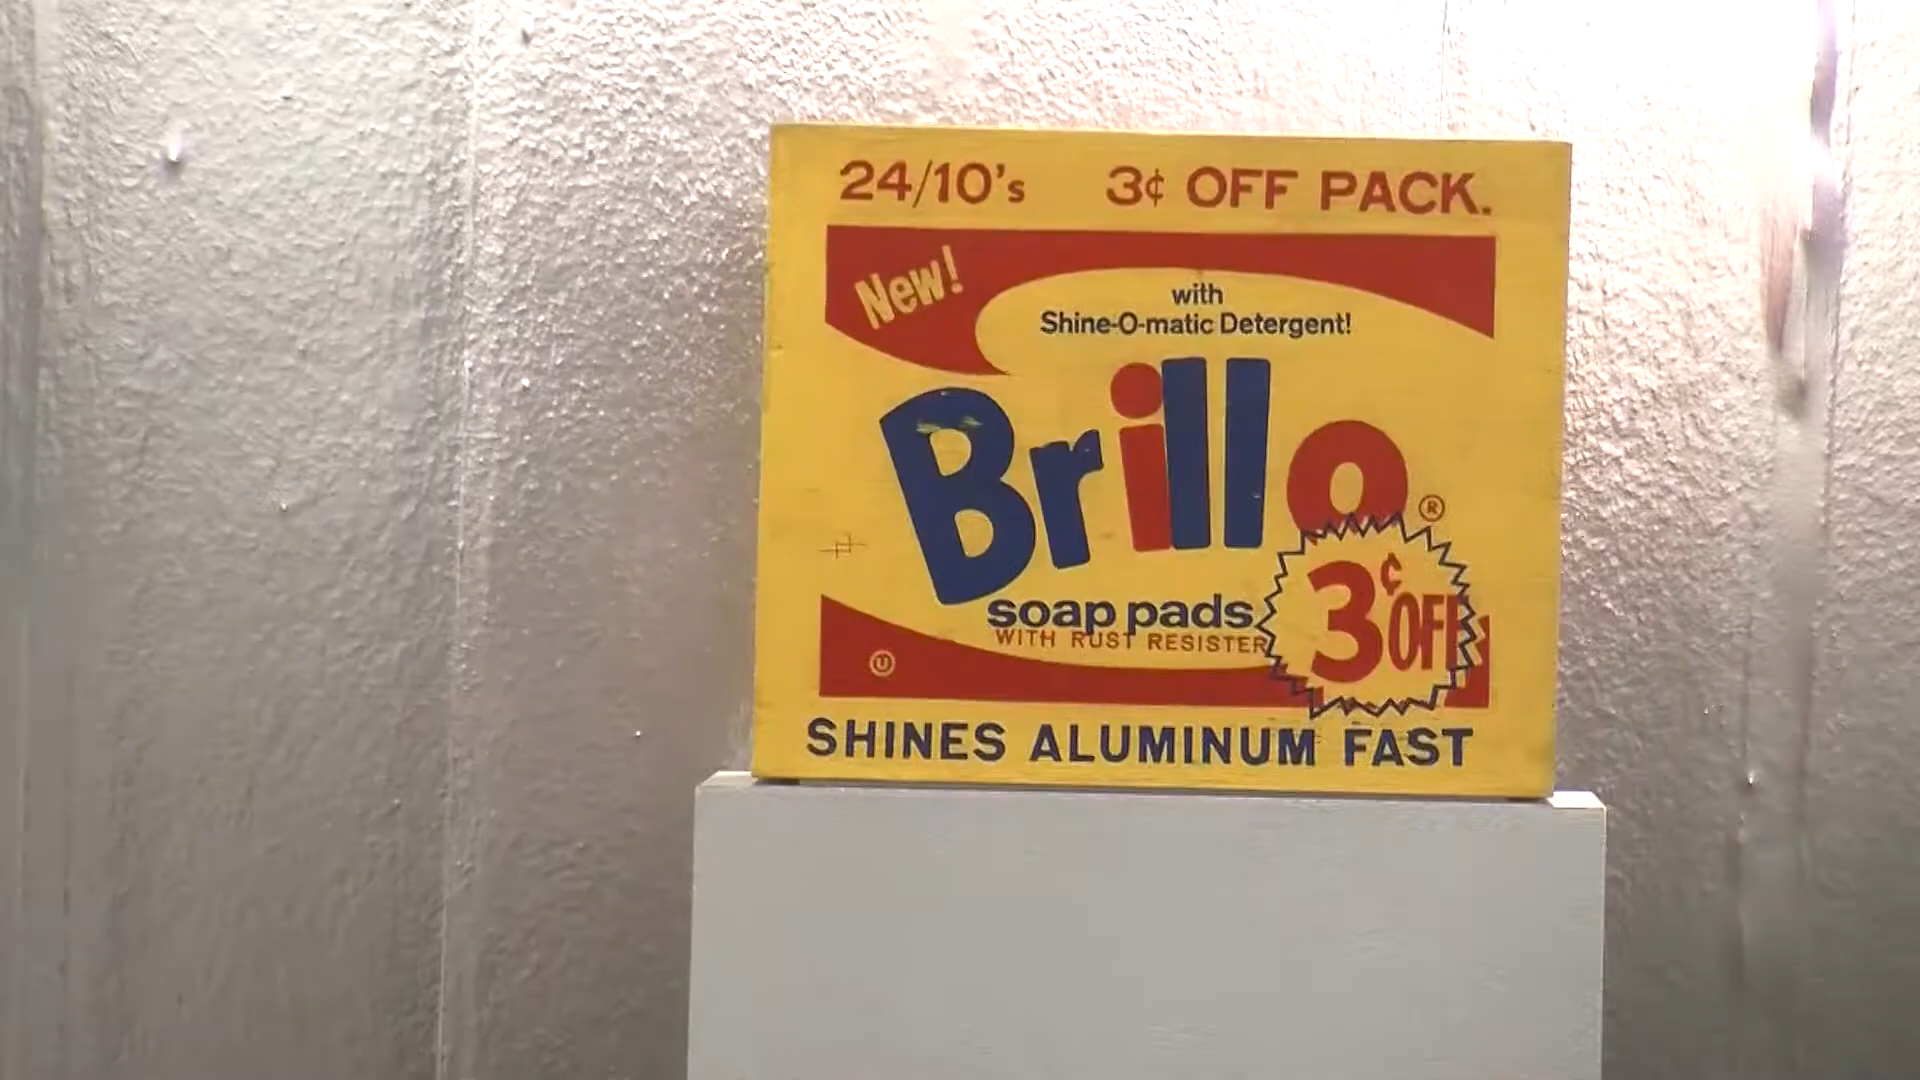 24/10's 3¢ OFF PACK.
New!
with
Shine-O-matic Detergent!
Brillo ®
soap pads
WITH RUST RESISTER
3¢ OFF
Ⓤ
SHINES ALUMINUM FAST